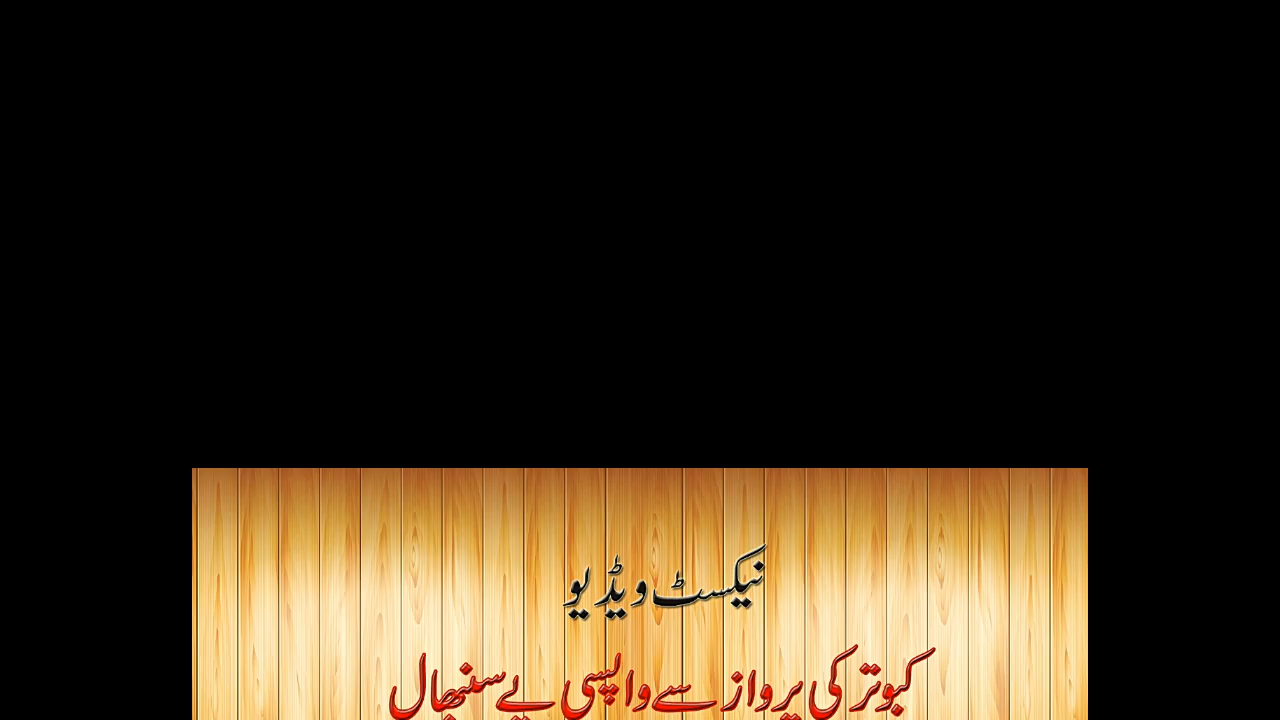 نیکسٹ ویڈیو
کبوتر کی پرواز سے واپسی پے سنبھال